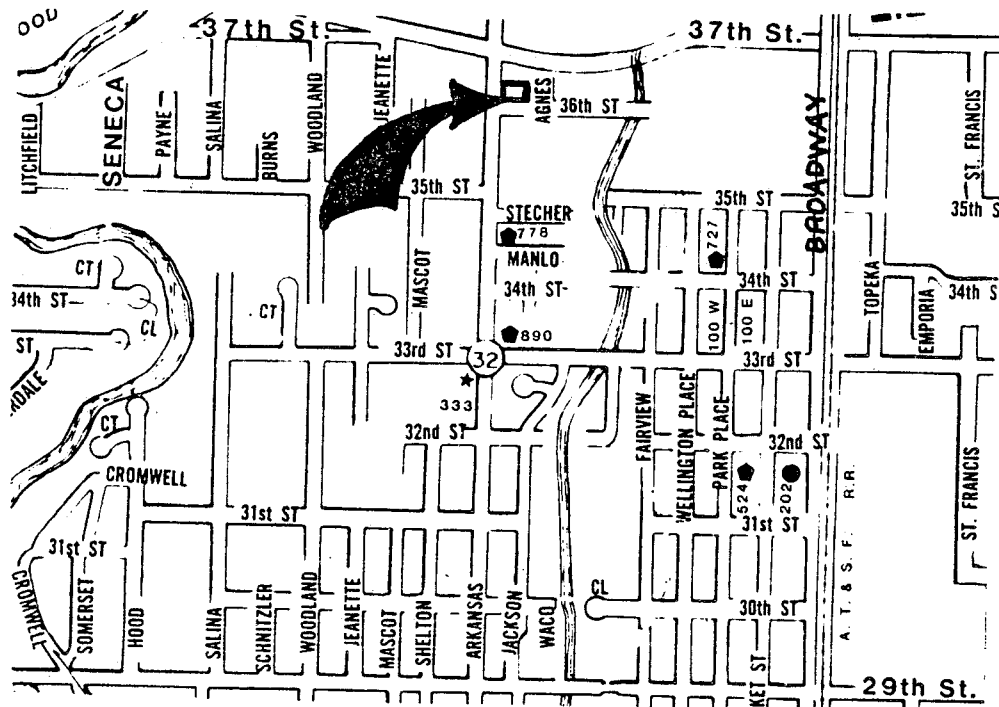 OOD
37th St.
37th St.
LITCHFIELD
SENECA
PAYNE
SALINA
BURNS
WOODLAND
JEANETTE
AGNES
36th ST
BROADWAY
ST. FRANCIS
35th ST
35th ST
35th S
STECHER
778
727
MANLO
MASCOT
CT
34th ST
CL
CT
34th ST
34th ST
34th S
TOPEKA
EMPORIA
100 W
100 E
890
ST
33rd ST
32
33rd ST
RDALE
333
CT
32nd ST
FAIRVIEW
WELLINGTON PLACE
PARK PLACE
32nd ST
CROMWELL
524
202
ST. FRANCIS
31st ST
31st ST
31st ST
A. T. & S. F. R.R.
CROMWELL
SOMERSET
HOOD
SALINA
SCHNITZLER
WOODLAND
JEANETTE
MASCOT
SHELTON
ARKANSAS
JACKSON
WACO
CL
30th ST
KET ST
29th St.